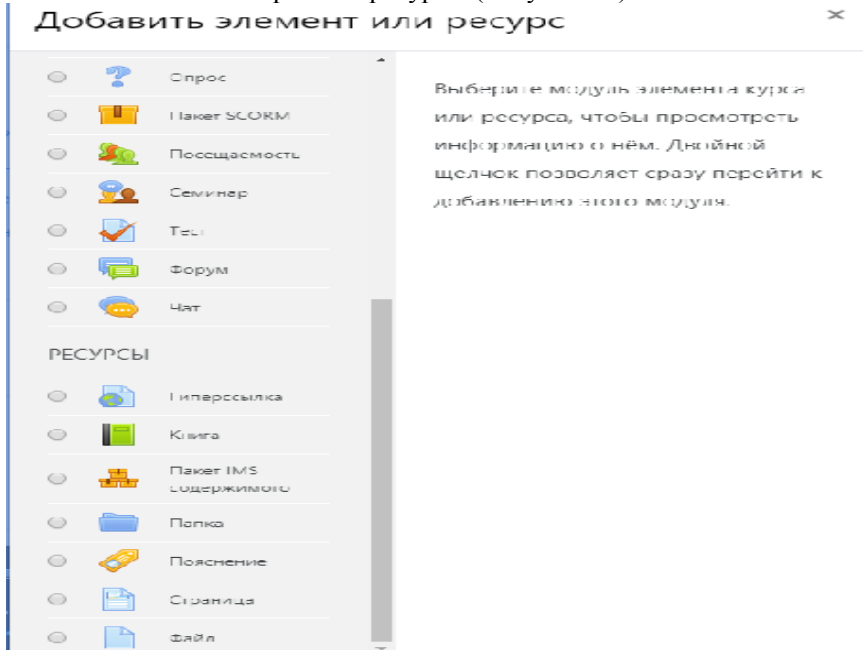 Добавить элемент или ресурс
×
Опрос
Пакет SCORM
Посещаемость
Семинар
Тест
Форум
Чат
РЕСУРСЫ
Гиперссылка
Книга
Пакет IMS
содержимого
Папка
Пояснение
Страница
Файл
Выберите модуль элемента курса
или ресурса, чтобы просмотреть
информацию о нём. Двойной
щелчок позволяет сразу перейти к
добавлению этого модуля.